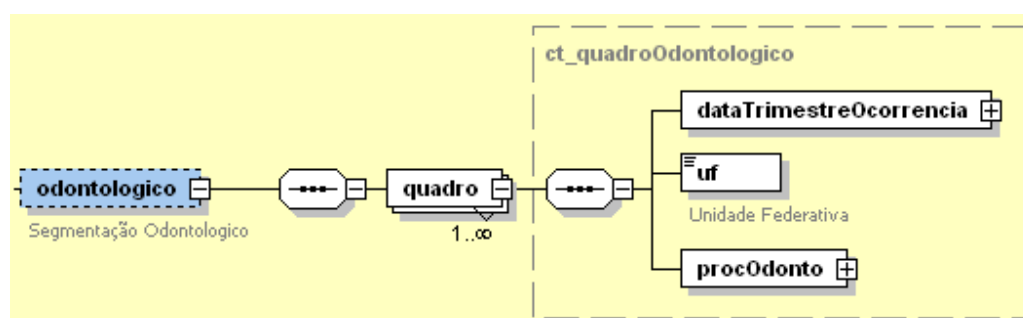 ct_quadroOdontologico
dataTrimestreOcorrencia
odontologico
quadro
uf
Segmentação Odontologico
1..∞
Unidade Federativa
procOdonto